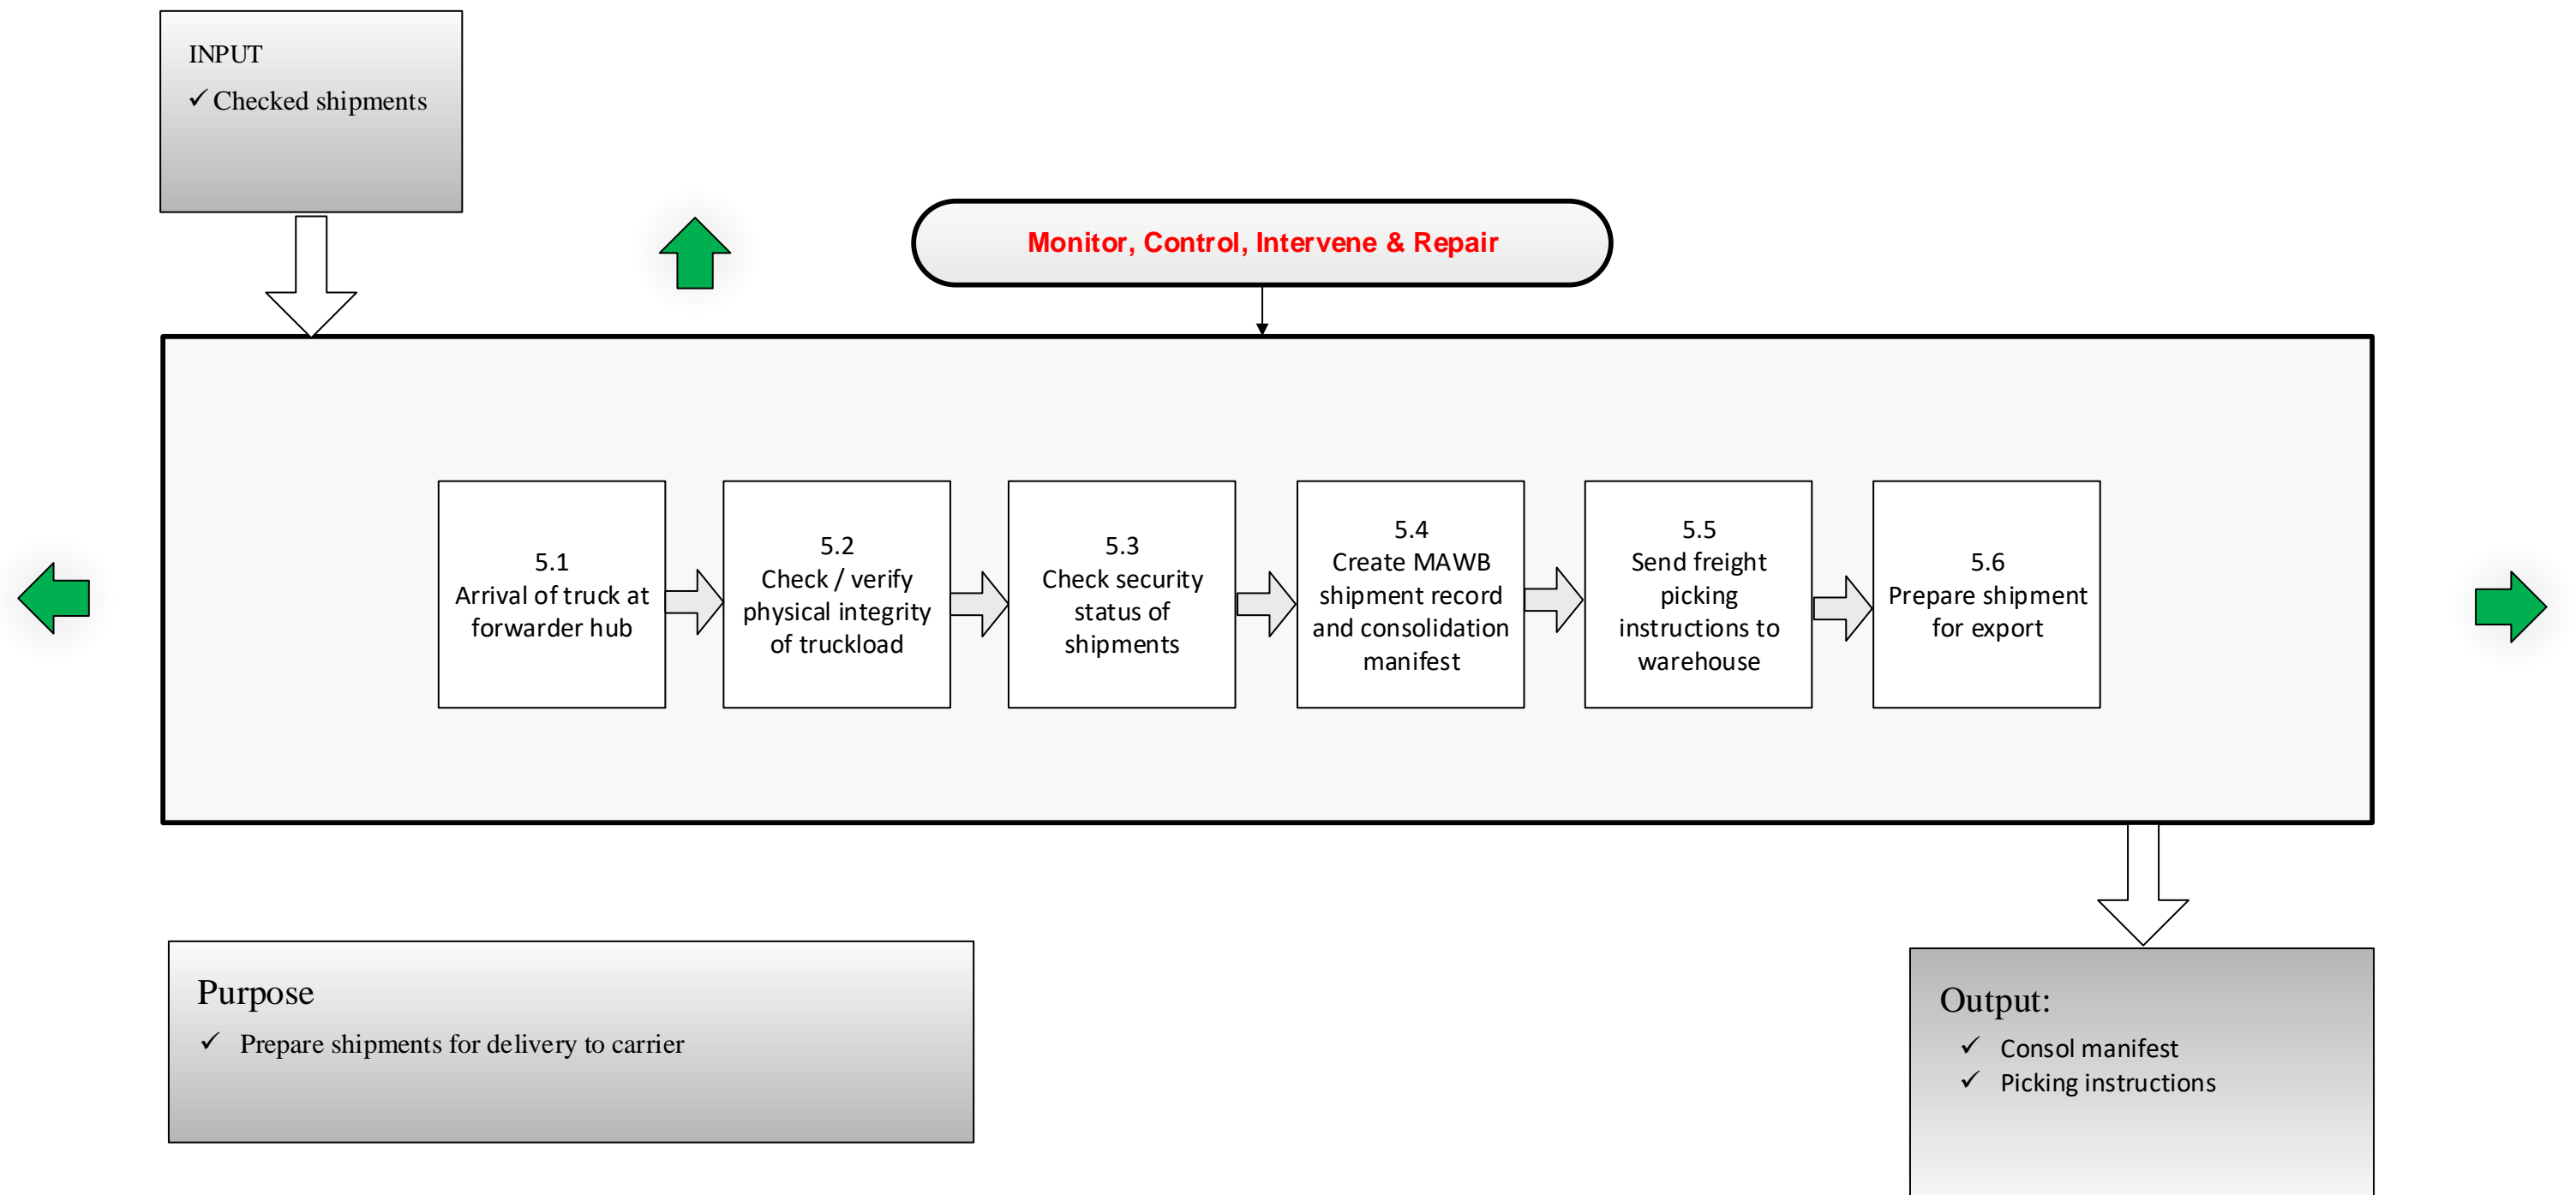 INPUT
✓ Checked shipments
Monitor, Control, Intervene & Repair
5.1
Arrival of truck at
forwarder hub
5.2
Check / verify
physical integrity
of truckload
5.3
Check security
status of
shipments
5.4
Create MAWB
shipment record
and consolidation
manifest
5.5
Send freight
picking
instructions to
warehouse
5.6
Prepare shipment
for export
Purpose
✓ Prepare shipments for delivery to carrier
Output:
✓ Consol manifest
✓ Picking instructions